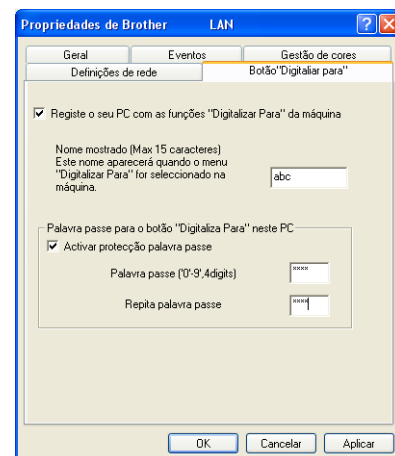 Propriedades de Brother LAN
Geral Eventos Gestão de cores
Definições de rede Botão"Digitaliar para"
Registe o seu PC com as funções "Digitalizar Para" da máquina
Nome mostrado (Max 15 caracteres)
Este nome aparecerá quando o menu
"Digitalizar Para" for seleccionado na
máquina.
abc
Palavra passe para o botão "Digitaliza Para" neste PC
Activar protecção palavra passe
Palavra passe ('0'-9',4digits) ****
Repita palavra passe ****
OK Cancelar Aplicar